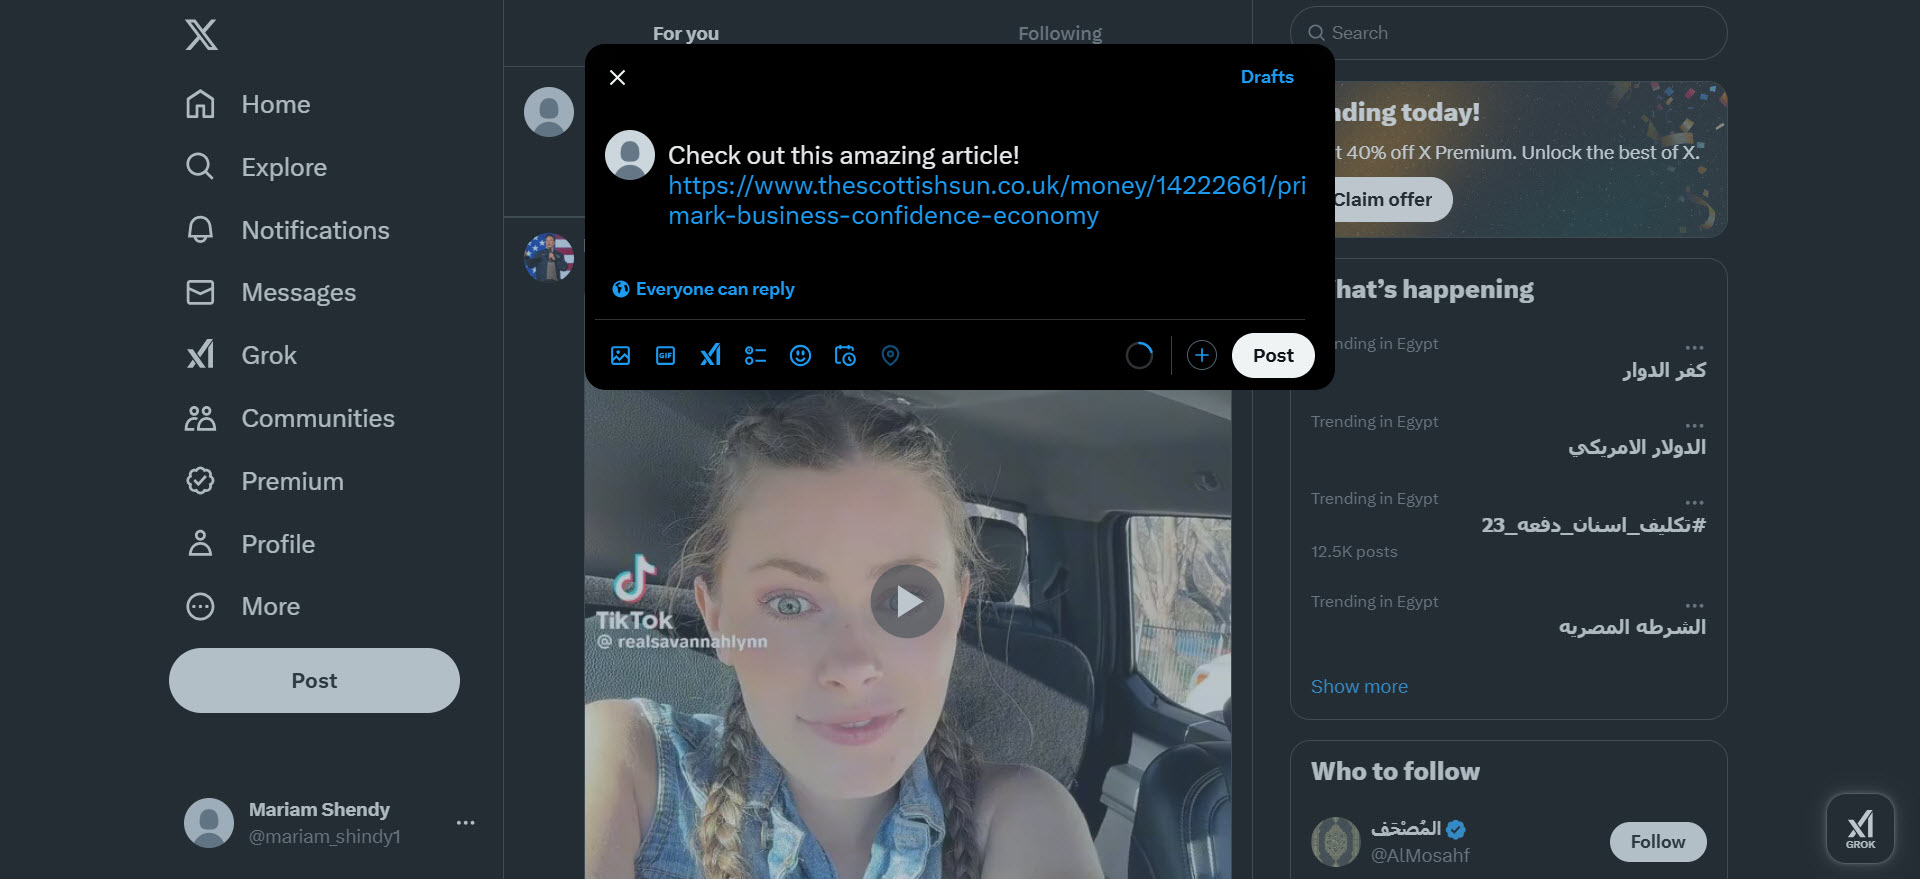 Home
Explore
Notifications
Messages
Grok
Communities
Premium
Profile
More
Post
Mariam Shendy
@mariam_shindy1
For you
Following
Drafts
Check out this amazing article!
https://www.thescottishsun.co.uk/money/14222661/pri
mark-business-confidence-economy
Everyone can reply
GIF
Post
TikTok
@ realsavannahlynn
Search
nding today!
t 40% off X Premium. Unlock the best of X.
Claim offer
hat’s happening
nding in Egypt
كفر الدوار
Trending in Egypt
الدولار الامريكي
Trending in Egypt
#تكليف_اسنان_دفعه_23
12.5K posts
Trending in Egypt
الشرطه المصريه
Show more
Who to follow
المُصْحَف
@AlMosahf
Follow
GROK